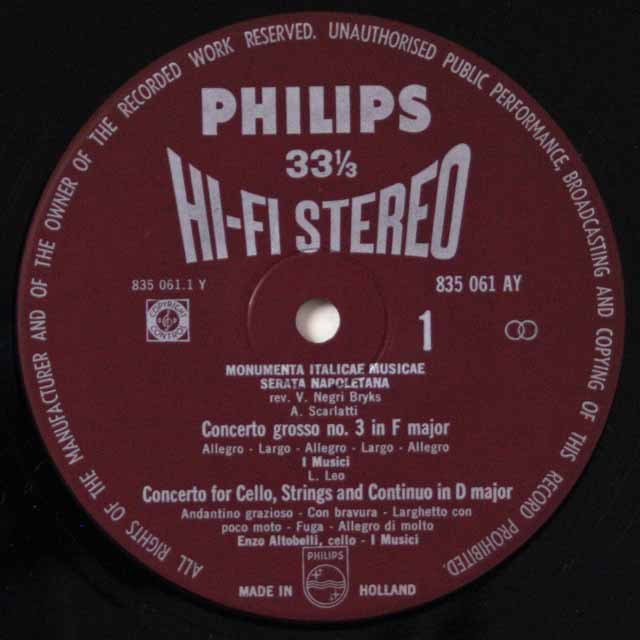 ALL RIGHTS OF THE MANUFACTURER AND OF THE OWNER OF THE RECORDED WORK RESERVED. UNAUTHORISED PUBLIC PERFORMANCE, BROADCASTING AND COPYING OF THIS RECORD PROHIBITED.
PHILIPS
33⅓
HI-FI STEREO
835 061.1 Y
835 061 AY
COPYRIGHT
CONTROL
1
MONUMENTA ITALICAE MUSICAE
SERATA NAPOLETANA
rev. V. Negri Bryks
A. Scarlatti
Concerto grosso no. 3 in F major
Allegro - Largo - Allegro - Largo - Allegro
I Musici
L. Leo
Concerto for Cello, Strings and Continuo in D major
Andantino grazioso - Con bravura - Larghetto con
poco moto - Fuga - Allegro di molto
Enzo Altobelli, cello - I Musici
PHILIPS
MADE IN HOLLAND